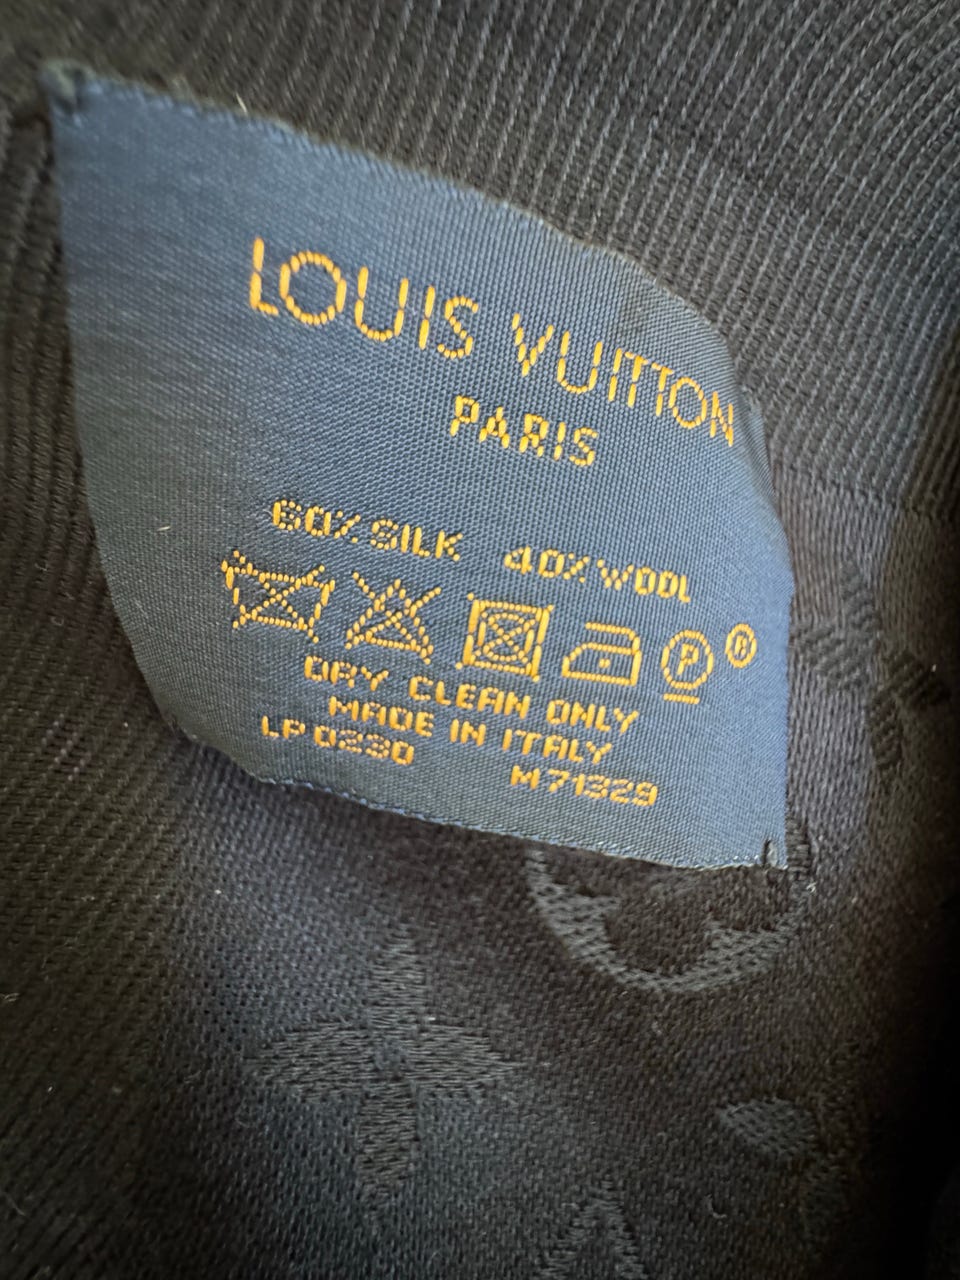 LOUIS VUITTON
PARIS
60% SILK 40% WOOL
P ®
DRY CLEAN ONLY
MADE IN ITALY
LP0230 M71329